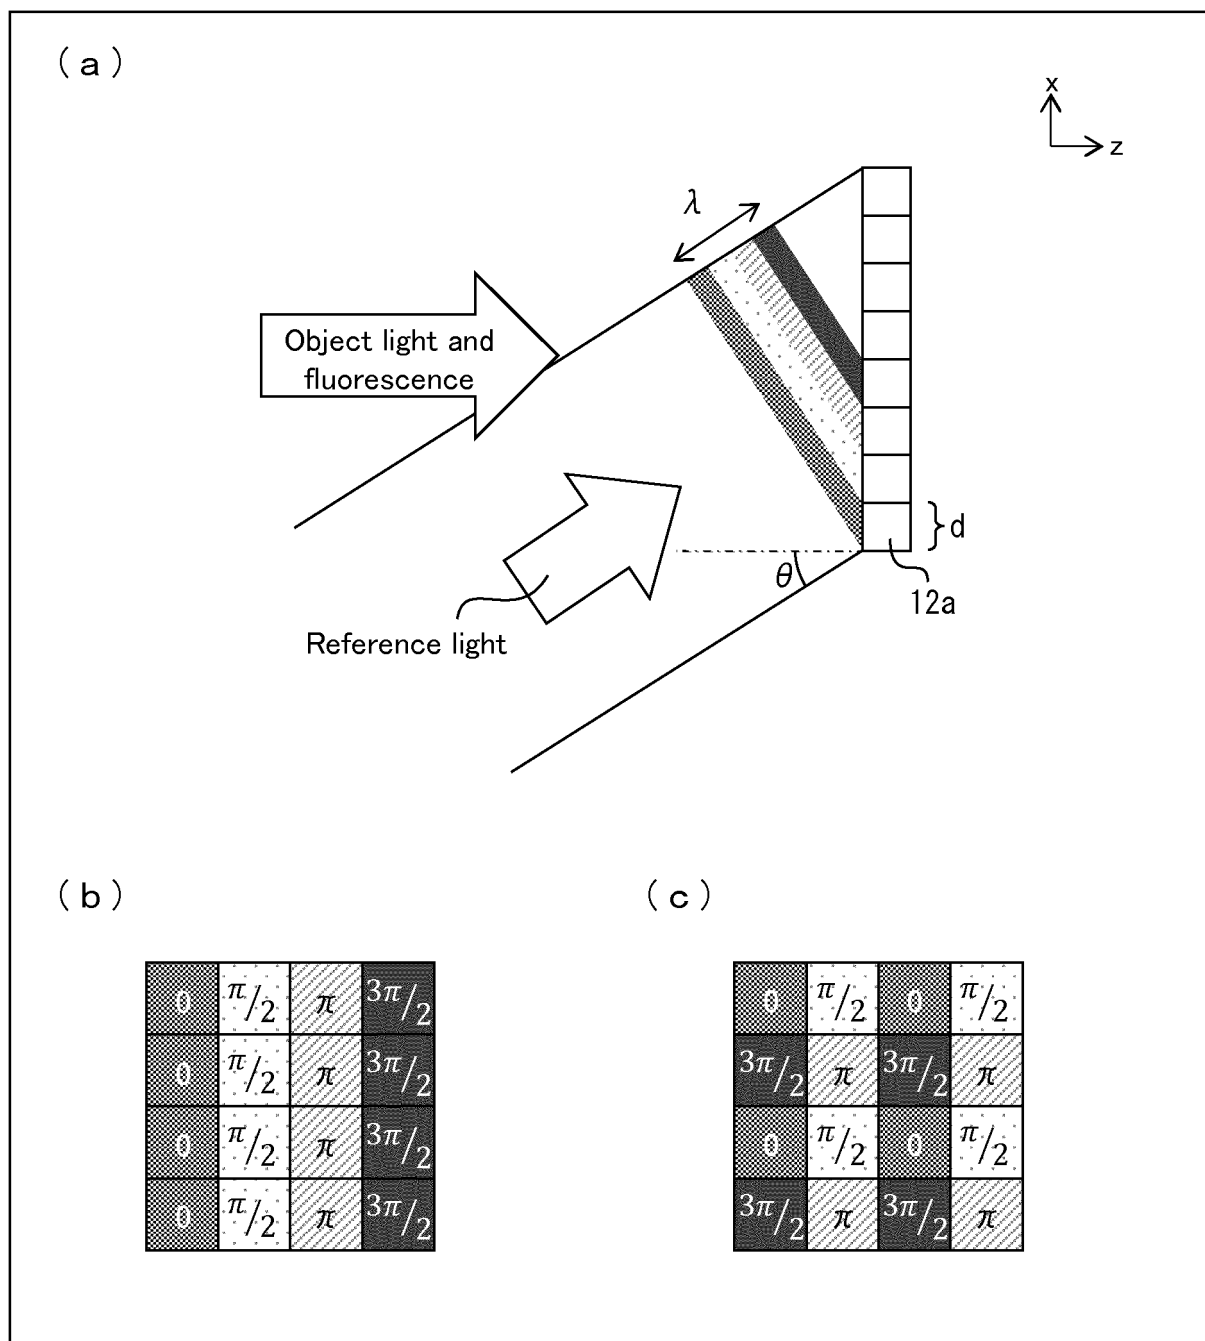 (a)
x
z
λ
Object light and
fluorescence
d
θ
12a
Reference light
(b)
(c)
0 π/2 π 3π/2
0 π/2 π 3π/2
0 π/2 π 3π/2
0 π/2 π 3π/2
0 π/2 0 π/2
3π/2 π 3π/2 π
0 π/2 0 π/2
3π/2 π 3π/2 π